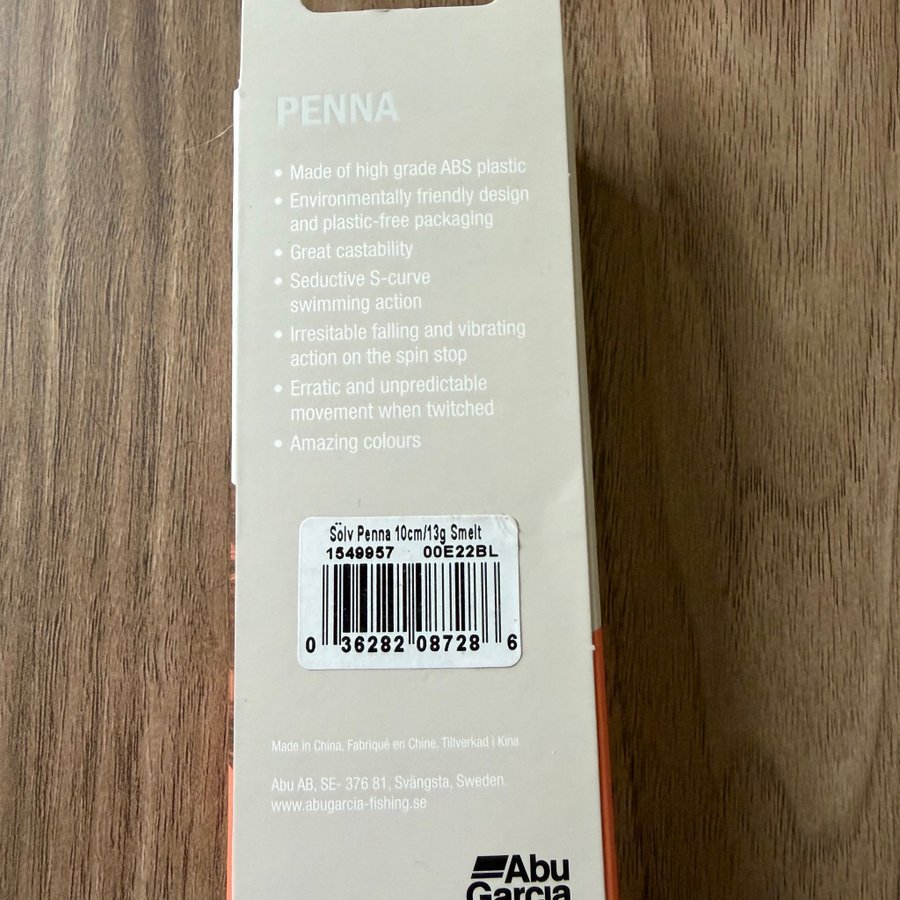 PENNA
• Made of high grade ABS plastic
• Environmentally friendly design
and plastic-free packaging
• Great castability
• Seductive S-curve
swimming action
• Irresitable falling and vibrating
action on the spin stop
• Erratic and unpredictable
movement when twitched
• Amazing colours
Sölv Penna 10cm/13g Smelt
1549957 00E22BL
0 36282 08728 6
Made in China, Fabriqué en Chine, Tillverkad i Kina
Abu AB, SE- 376 81, Svängsta, Sweden.
www.abugarcia-fishing.se
Abu
Garcia